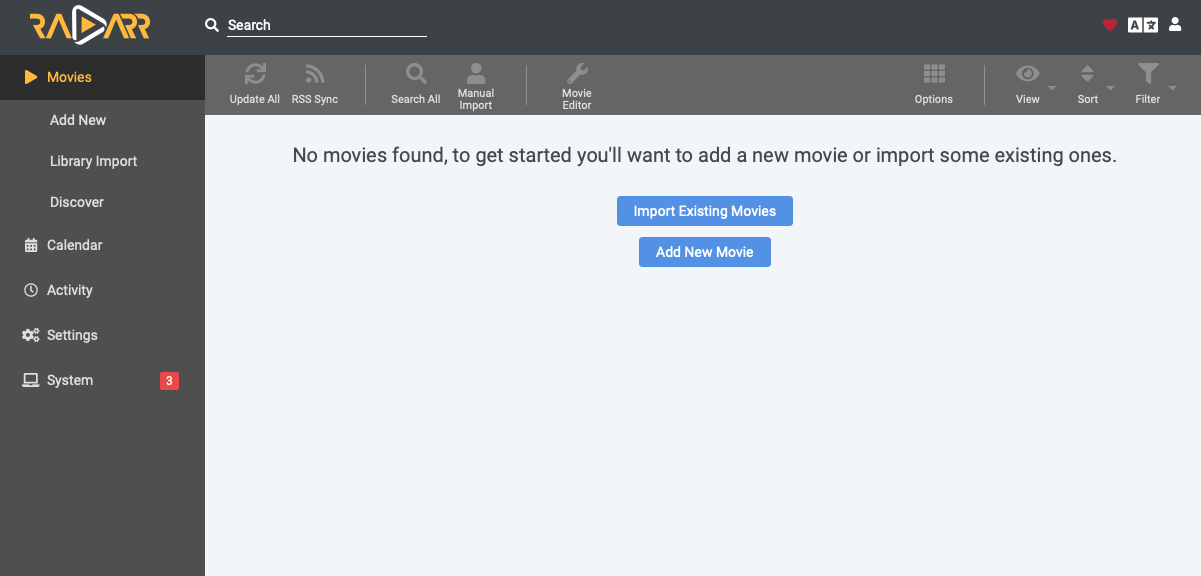 RADARR
Search
Movies
Add New
Library Import
Discover
Calendar
Activity
Settings
System 3
Update All
RSS Sync
Search All
Manual
Import
Movie
Editor
Options
View
Sort
Filter
No movies found, to get started you'll want to add a new movie or import some existing ones.
Import Existing Movies
Add New Movie